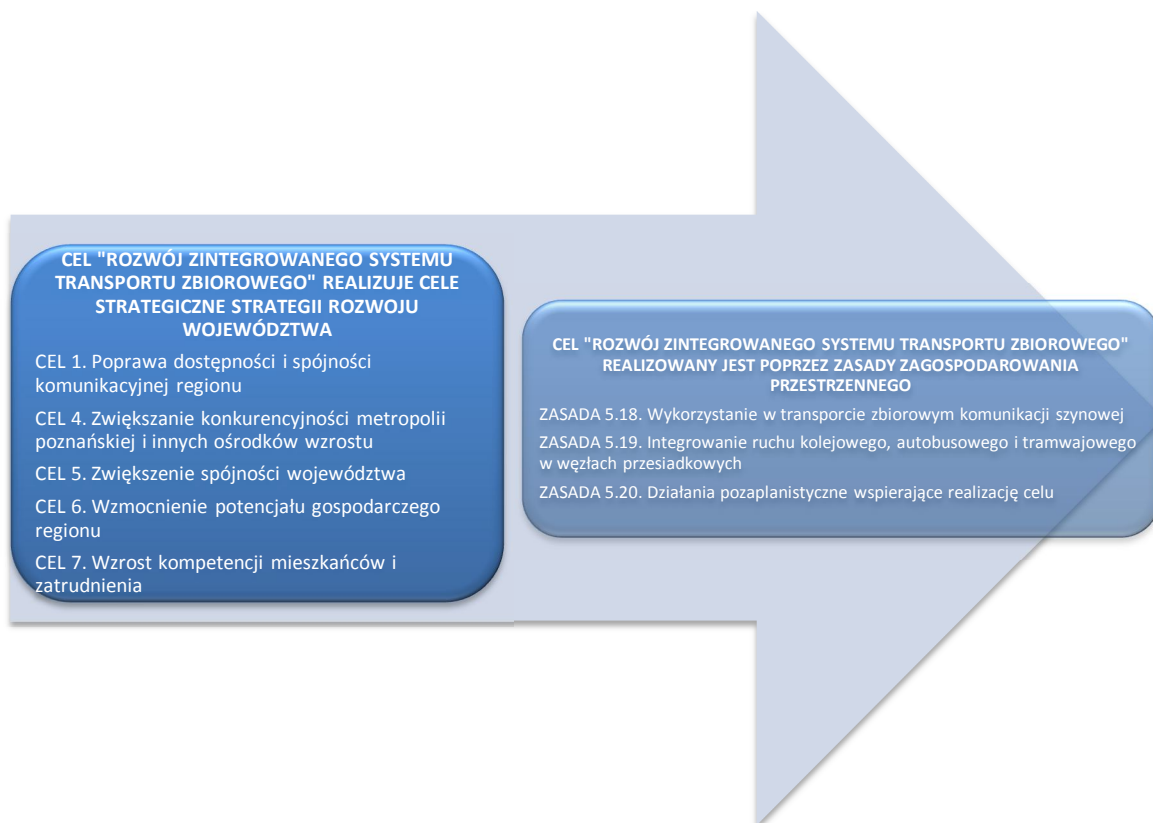 CEL "ROZWÓJ ZINTEGROWANEGO SYSTEMU
TRANSPORTU ZBIOROWEGO" REALIZUJE CELE
STRATEGICZNE STRATEGII ROZWOJU
WOJEWÓDZTWA
CEL 1. Poprawa dostępności i spójności
komunikacyjnej regionu
CEL 4. Zwiększanie konkurencyjności metropolii
poznańskiej i innych ośrodków wzrostu
CEL 5. Zwiększenie spójności województwa
CEL 6. Wzmocnienie potencjału gospodarczego
regionu
CEL 7. Wzrost kompetencji mieszkańców i
zatrudnienia
CEL "ROZWÓJ ZINTEGROWANEGO SYSTEMU TRANSPORTU ZBIOROWEGO"
REALIZOWANY JEST POPRZEZ ZASADY ZAGOSPODAROWANIA
PRZESTRZENNEGO
ZASADA 5.18. Wykorzystanie w transporcie zbiorowym komunikacji szynowej
ZASADA 5.19. Integrowanie ruchu kolejowego, autobusowego i tramwajowego
w węzłach przesiadkowych
ZASADA 5.20. Działania pozaplanistyczne wspierające realizację celu